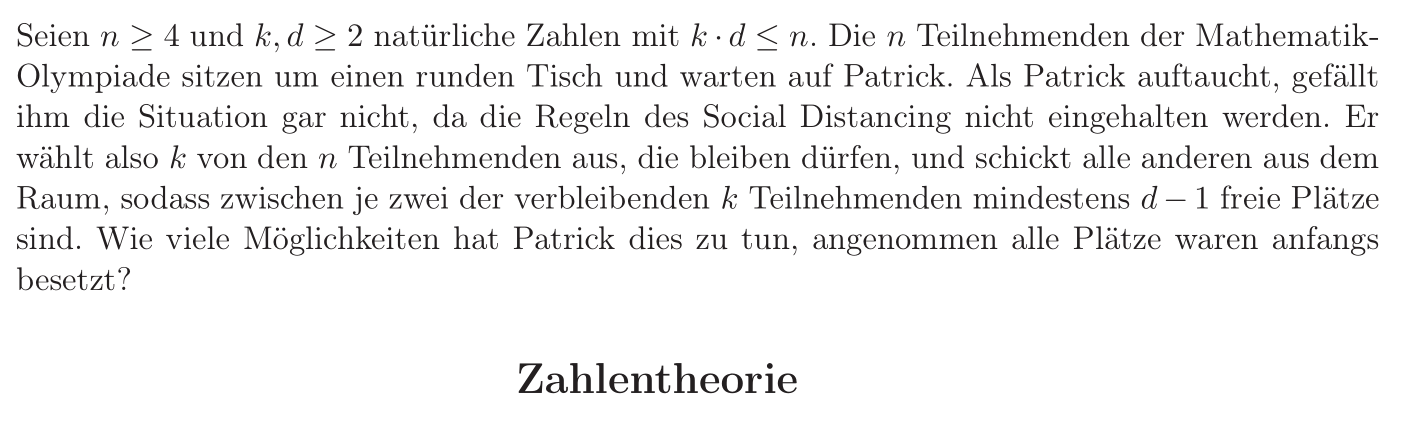 Seien n ≥ 4 und k, d ≥ 2 natürliche Zahlen mit k · d ≤ n. Die n Teilnehmenden der Mathematik-
Olympiade sitzen um einen runden Tisch und warten auf Patrick. Als Patrick auftaucht, gefällt
ihm die Situation gar nicht, da die Regeln des Social Distancing nicht eingehalten werden. Er
wählt also k von den n Teilnehmenden aus, die bleiben dürfen, und schickt alle anderen aus dem
Raum, sodass zwischen je zwei der verbleibenden k Teilnehmenden mindestens d − 1 freie Plätze
sind. Wie viele Möglichkeiten hat Patrick dies zu tun, angenommen alle Plätze waren anfangs
besetzt?
Zahlentheorie